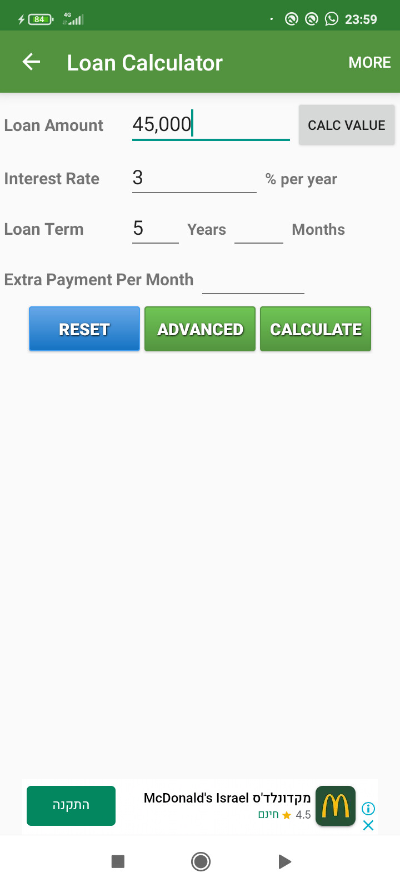 84
4G
23:59
Loan Calculator
MORE
Loan Amount 45,000 CALC VALUE
Interest Rate 3 % per year
Loan Term 5 Years Months
Extra Payment Per Month
RESET ADVANCED CALCULATE
McDonald's Israel מקדונלד'ס
התקנה
4.5 ★ חינם